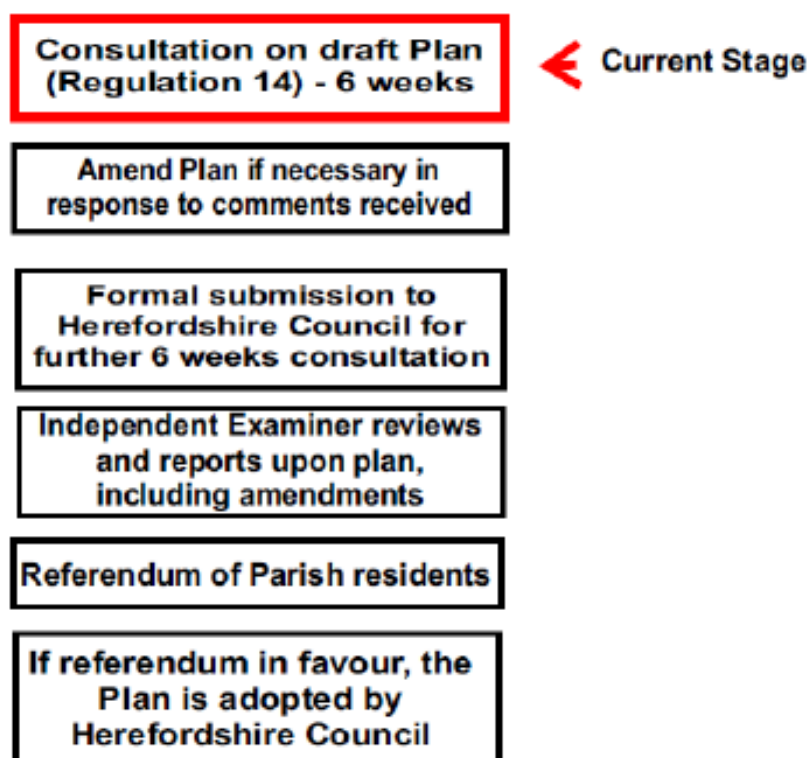 Consultation on draft Plan
(Regulation 14) - 6 weeks
Current Stage
Amend Plan if necessary in
response to comments received
Formal submission to
Herefordshire Council for
further 6 weeks consultation
Independent Examiner reviews
and reports upon plan,
including amendments
Referendum of Parish residents
If referendum in favour, the
Plan is adopted by
Herefordshire Council